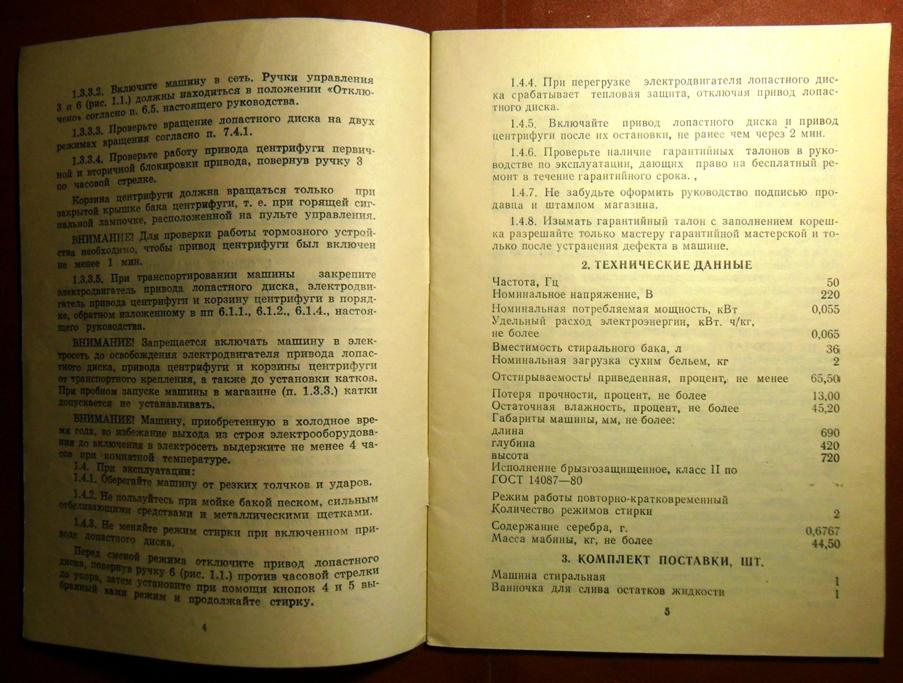 1.3.3.2. Включите машину в сеть. Ручки управления
3 и 6 (рис. 1.1.) должны находиться в положении «Отклю-
чено» согласно п. 6.5. настоящего руководства.
1.3.3.3. Проверьте вращение лопастного диска на двух
режимах вращения согласно п. 7.4.1.
1.3.3.4. Проверьте работу привода центрифуги первич-
ной и вторичной блокировки привода, повернув ручку 3
по часовой стрелке.
Корзина центрифуги должна вращаться только при
закрытой крышке бака центрифуги, т. е. при горящей сиг-
нальной лампочке, расположенной на пульте управления.
ВНИМАНИЕ! Для проверки работы тормозного устрой-
ства необходимо, чтобы привод центрифуги был включен
не менее 1 мин.
1.3.3.5. При транспортировании машины закрепите
электродвигатель привода лопастного диска, электродви-
гатель привода центрифуги и корзину центрифуги в поряд-
ке, обратном изложенному в пп 6.1.1., 6.1.2., 6.1.4., настоя-
щего руководства.
ВНИМАНИЕ! Запрещается включать машину в элек-
тросеть до освобождения электродвигателя привода лопас-
тного диска, привода центрифуги и корзины центрифуги
от транспортного крепления, а также до установки катков.
При пробном запуске машины в магазине (п. 1.3.3.) катки
допускается не устанавливать.
ВНИМАНИЕ! Машину, приобретенную в холодное вре-
мя года, во избежание выхода из строя электрооборудова-
ния до включения в электросеть выдержите не менее 4 ча-
сов при комнатной температуре.
1.4. При эксплуатации:
1.4.1. Оберегайте машину от резких толчков и ударов.
1.4.2. Не пользуйтесь при мойке бакой песком, сильным
отбеливающими средствами и металлическими щетками.
1.4.3. Не меняйте режим стирки при включенном при-
воде лопастного диска.
Перед сменой режима отключите привод лопастного
диска, повернув ручку 6 (рис. 1.1.) против часовой стрелки
до упора, затем установите при помощи кнопок 4 и 5 вы-
бранный вами режим и продолжайте стирку.
4
1.4.4. При перегрузке электродвигателя лопастного дис-
ка срабатывает тепловая защита, отключая привод лопас-
тного диска.
1.4.5. Включайте привод лопастного диска и привод
центрифуги после их остановки, не ранее чем через 2 мин.
1.4.6. Проверьте наличие гарантийных талонов в руко-
водстве по эксплуатации, дающих право на бесплатный ре-
монт в течение гарантийного срока. ,
1.4.7. Не забудьте оформить руководство подписью про-
давца и штампом магазина.
1.4.8. Изымать гарантийный талон с заполнением кореш-
ка разрешайте только мастеру гарантийной мастерской и то-
лько после устранения дефекта в машине.
2. ТЕХНИЧЕСКИЕ ДАННЫЕ
Частота, Гц 50
Номинальное напряжение, В 220
Номинальная потребляемая мощность, кВт 0,055
Удельный расход электроэнергии, кВт. ч/кг,
не более 0,065
Вместимость стирального бака, л 36
Номинальная загрузка сухим бельем, кг 2
Отстирываемость приведенная, процент, не менее 65,50
Потеря прочности, процент, не более 13,00
Остаточная влажность, процент, не более 45,20
Габариты машины, мм, не более:
длина 690
глубина 420
высота 720
Исполнение брызгозащищенное, класс II по
ГОСТ 14087—80
Режим работы повторно-кратковременный
Количество режимов стирки 2
Содержание серебра, г. 0,6767
Масса мабины, кг, не более 44,50
3. КОМПЛЕКТ ПОСТАВКИ, ШТ.
Машина стиральная 1
Ванночка для слива остатков жидкости 1
5